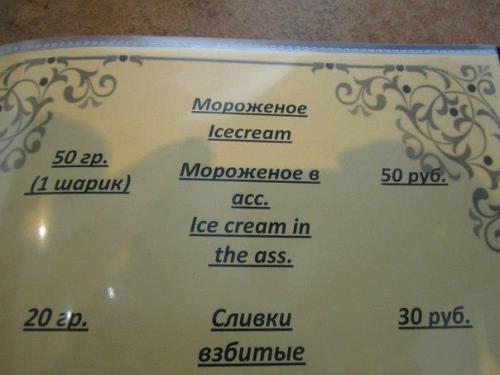 Мороженое
Icecream
50 гр.
(1 шарик)
Мороженое в
асс.
Ice cream in
the ass.
50 руб.
20 гр.
Сливки
взбитые
30 руб.